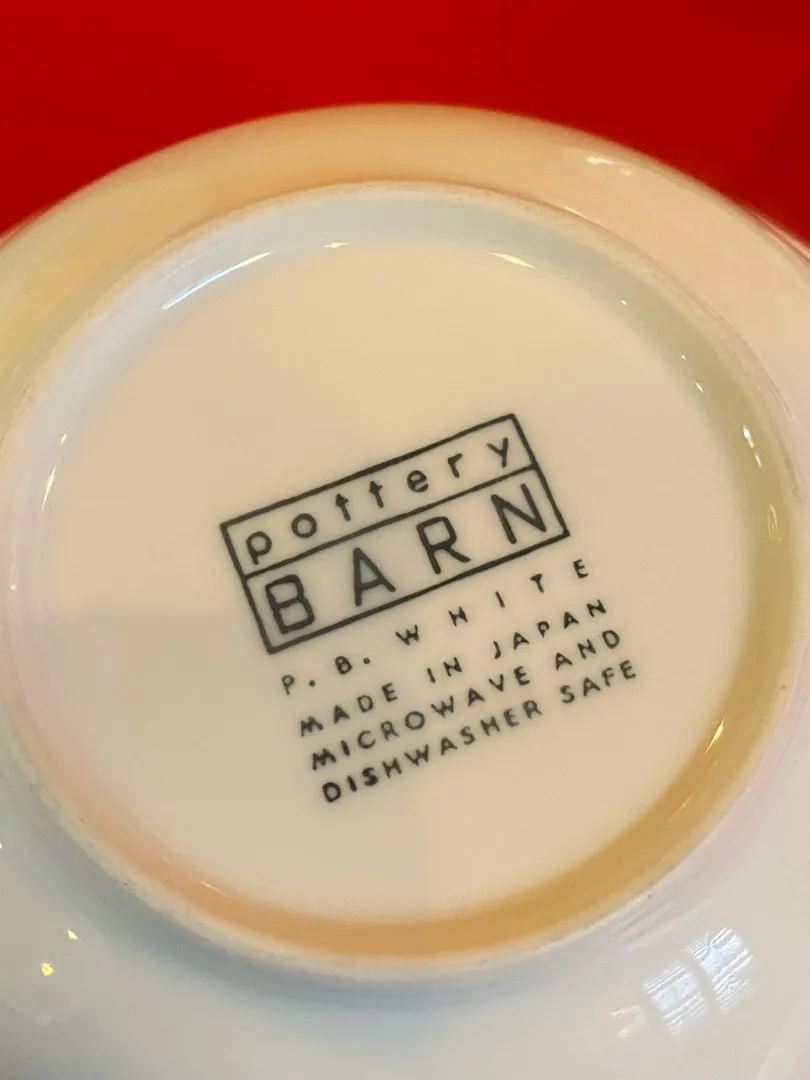 pottery
BARN
P. B. WHITE
MADE IN JAPAN
MICROWAVE AND
DISHWASHER SAFE